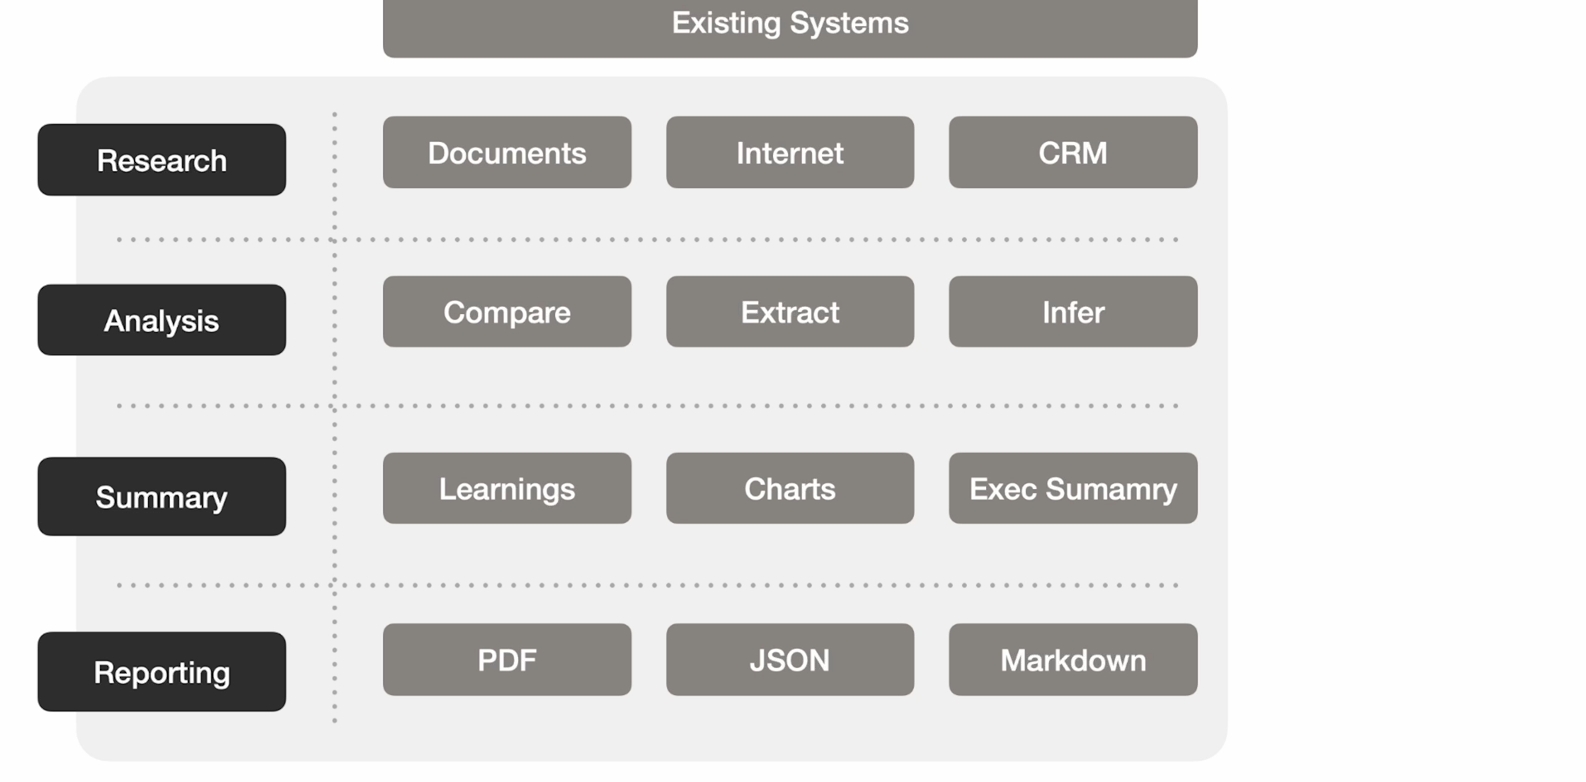 Existing Systems
Research
Documents
Internet
CRM
Analysis
Compare
Extract
Infer
Summary
Learnings
Charts
Exec Sumamry
Reporting
PDF
JSON
Markdown